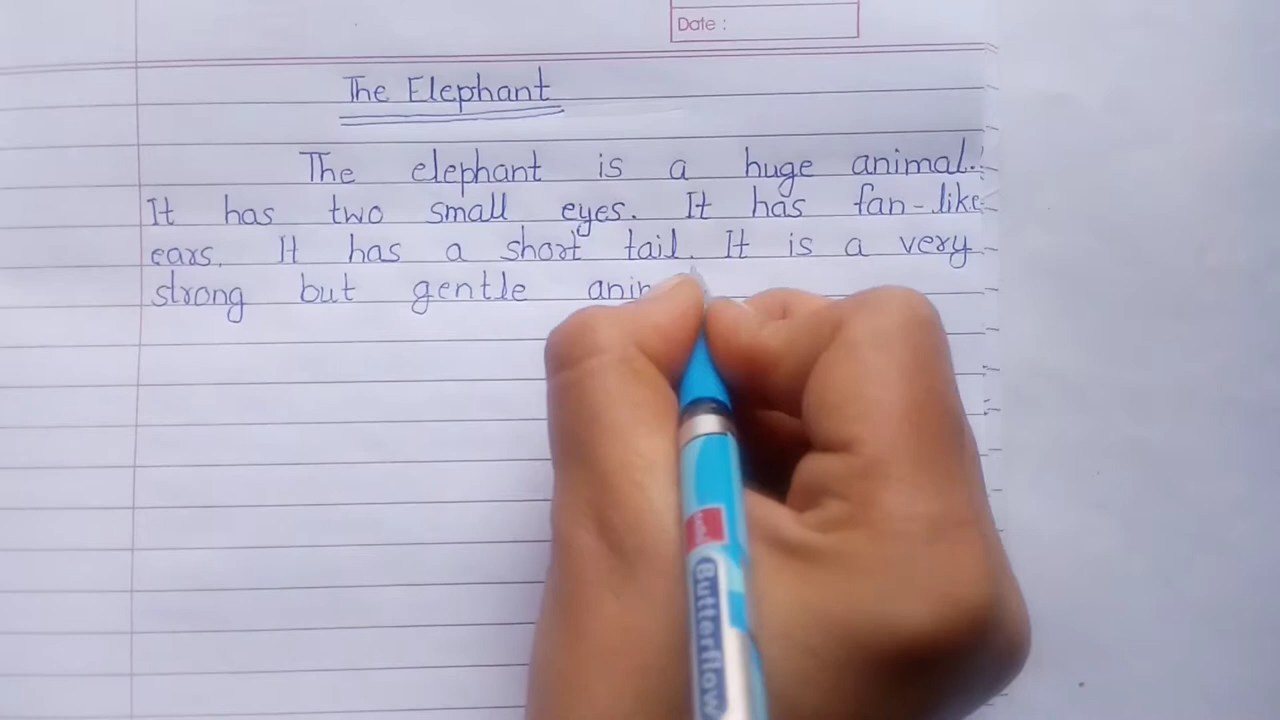 Date :
The Elephant
The elephant is a huge animal.
It has two small eyes. It has fan-like
ears. It has a short tail. It is a very
strong but gentle
Butterflow